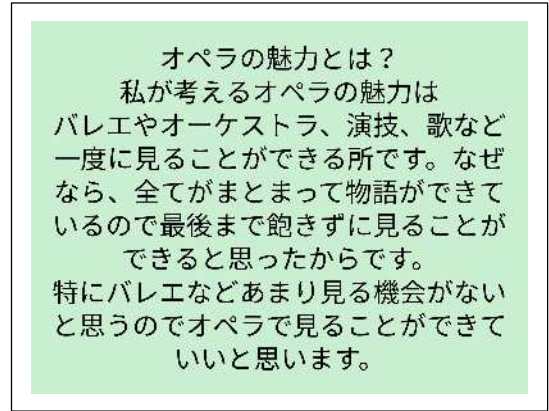 オペラの魅力とは？
私が考えるオペラの魅力は
バレエやオーケストラ、演技、歌など
一度に見ることができる所です。なぜ
なら、全てがまとまって物語ができて
いるので最後まで飽きずに見ることが
できると思ったからです。
特にバレエなどあまり見る機会がない
と思うのでオペラで見ることができて
いいと思います。